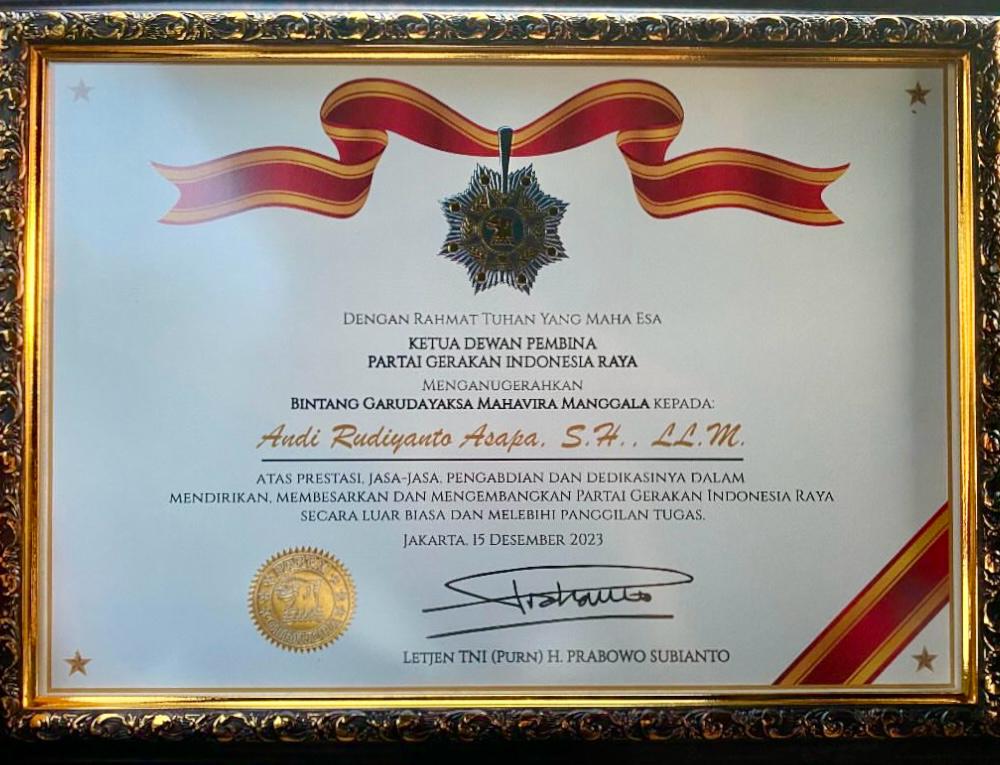 DENGAN RAHMAT TUHAN YANG MAHA ESA
KETUA DEWAN PEMBINA
PARTAI GERAKAN INDONESIA RAYA
MENGANUGERAHKAN
BINTANG GARUDAYAKSA MAHAVIRA MANGGALA KEPADA:
Andi Rudiyanto Asapa, S.H., LL.M.
ATAS PRESTASI, JASA-JASA, PENGABDIAN DAN DEDIKASINYA DALAM
MENDIRIKAN, MEMBESARKAN DAN MENGEMBANGKAN PARTAI GERAKAN INDONESIA RAYA
SECARA LUAR BIASA DAN MELEBIHI PANGGILAN TUGAS.
JAKARTA, 15 DESEMBER 2023
LETJEN TNI (PURN) H. PRABOWO SUBIANTO